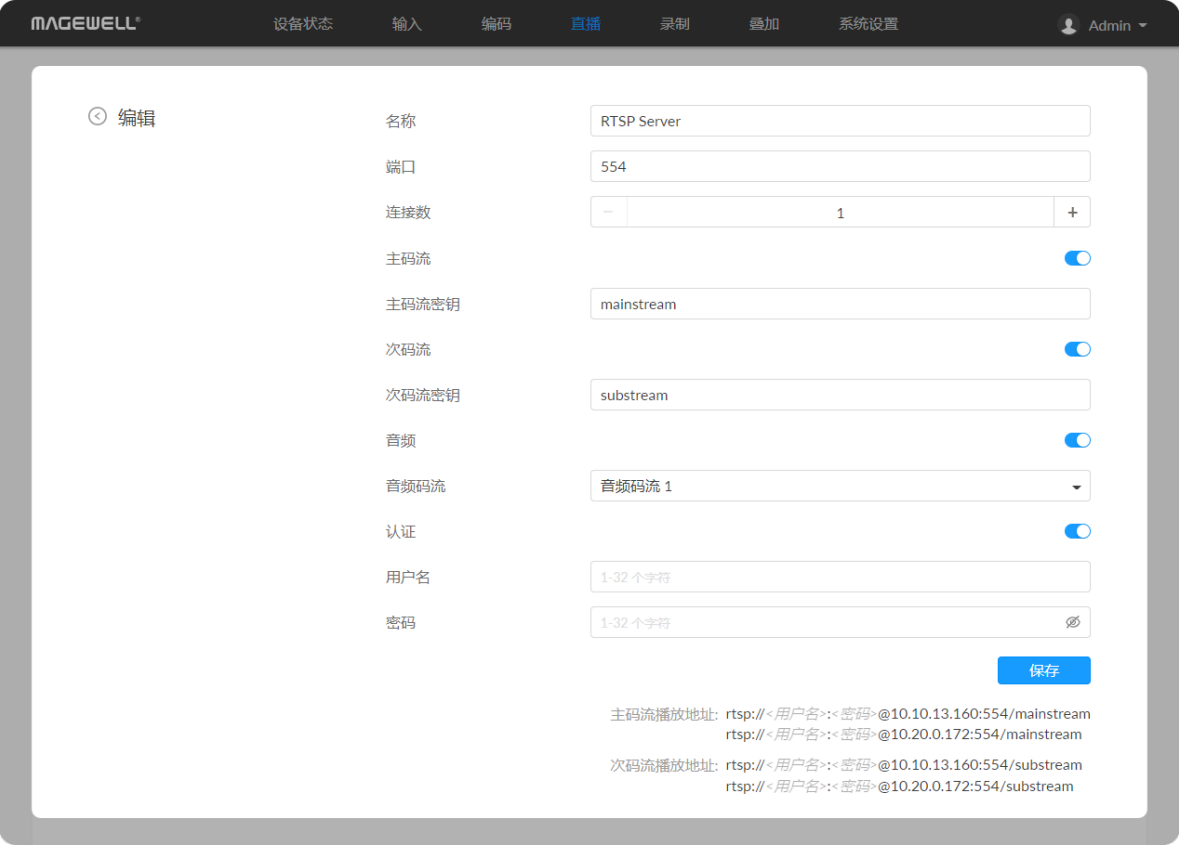 MAGEWELL®
设备状态 输入 编码 直播 录制 叠加 系统设置 Admin
编辑
名称 RTSP Server
端口 554
连接数 − 1 +
主码流
主码流密钥 mainstream
次码流
次码流密钥 substream
音频
音频码流 音频码流 1
认证
用户名 1-32 个字符
密码 1-32 个字符
保存
主码流播放地址: rtsp://<用户名>:<密码>@10.10.13.160:554/mainstream
rtsp://<用户名>:<密码>@10.20.0.172:554/mainstream
次码流播放地址: rtsp://<用户名>:<密码>@10.10.13.160:554/substream
rtsp://<用户名>:<密码>@10.20.0.172:554/substream